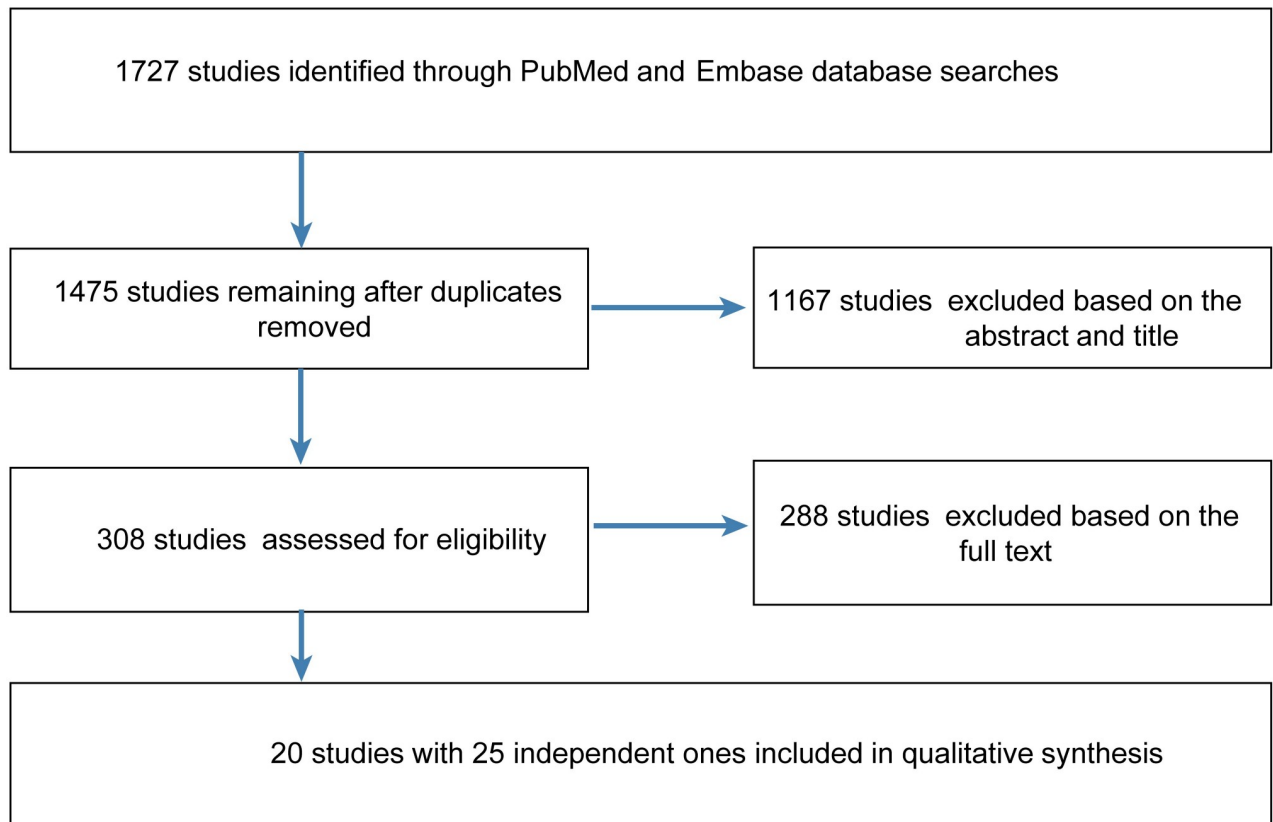 1727 studies identified through PubMed and Embase database searches
1475 studies remaining after duplicates
removed
1167 studies excluded based on the
abstract and title
308 studies assessed for eligibility
288 studies excluded based on the
full text
20 studies with 25 independent ones included in qualitative synthesis